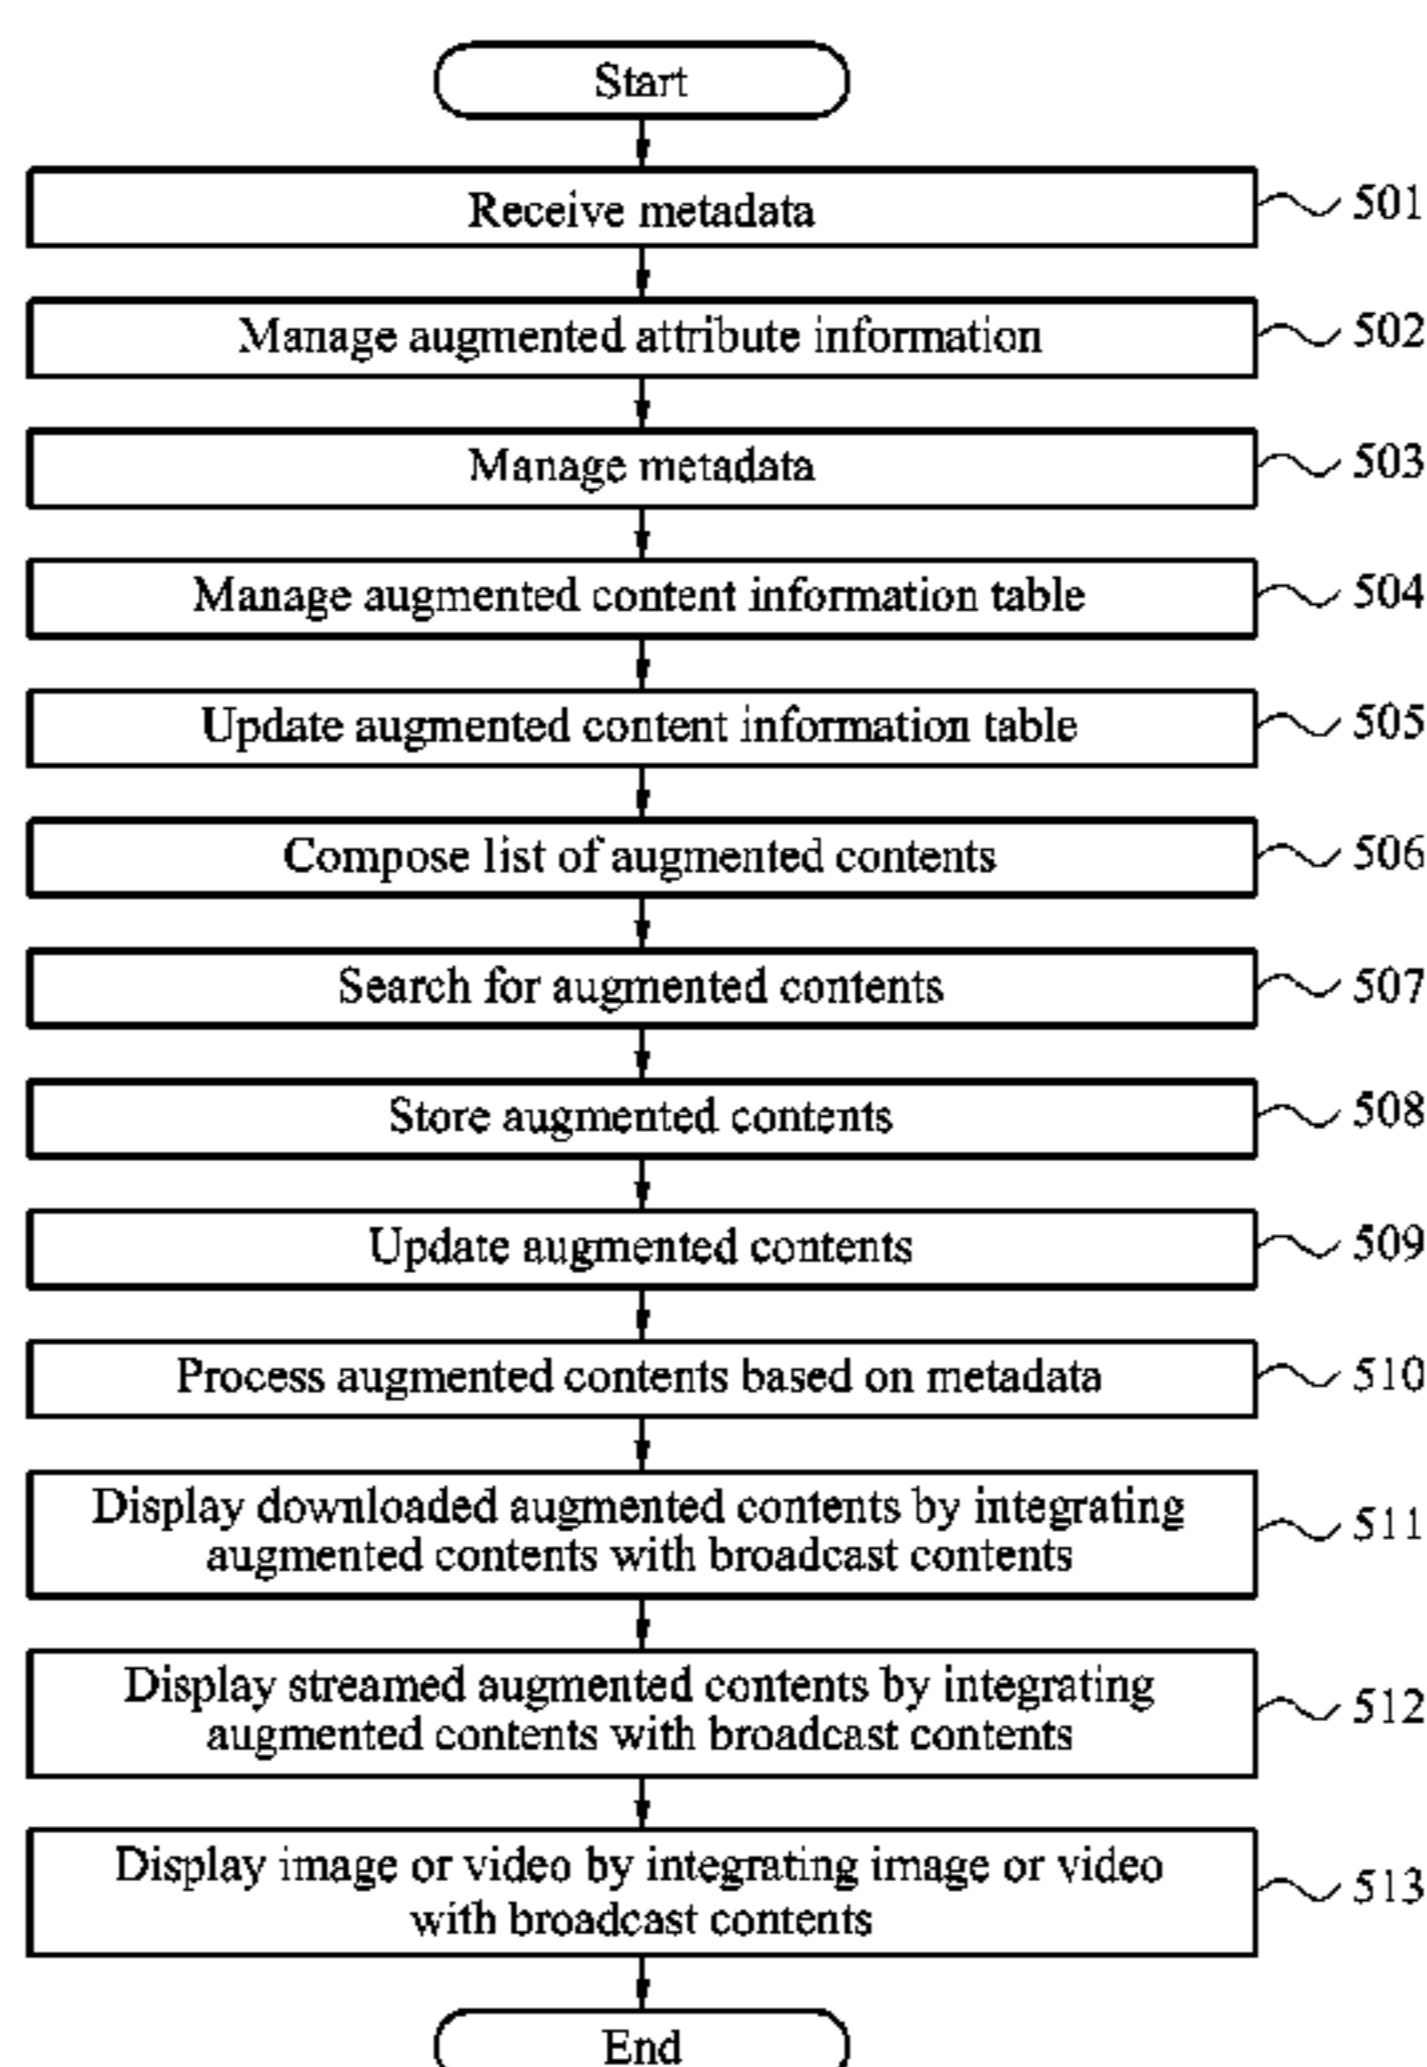 Start
Receive metadata
501
Manage augmented attribute information
502
Manage metadata
503
Manage augmented content information table
504
Update augmented content information table
505
Compose list of augmented contents
506
Search for augmented contents
507
Store augmented contents
508
Update augmented contents
509
Process augmented contents based on metadata
510
Display downloaded augmented contents by integrating
augmented contents with broadcast contents
511
Display streamed augmented contents by integrating
augmented contents with broadcast contents
512
Display image or video by integrating image or video
with broadcast contents
513
End